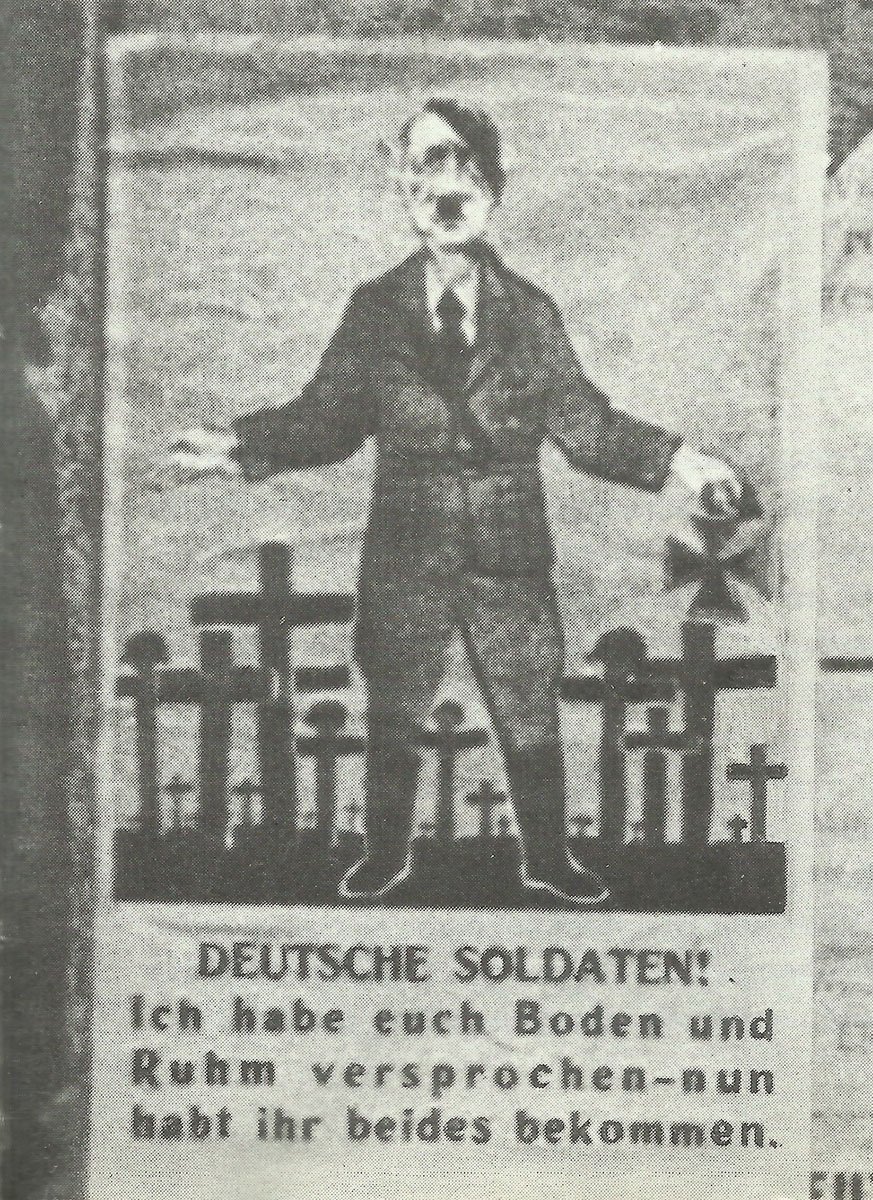 DEUTSCHE SOLDATEN!
Ich habe euch Boden und
Ruhm versprochen-nun
habt ihr beides bekommen.